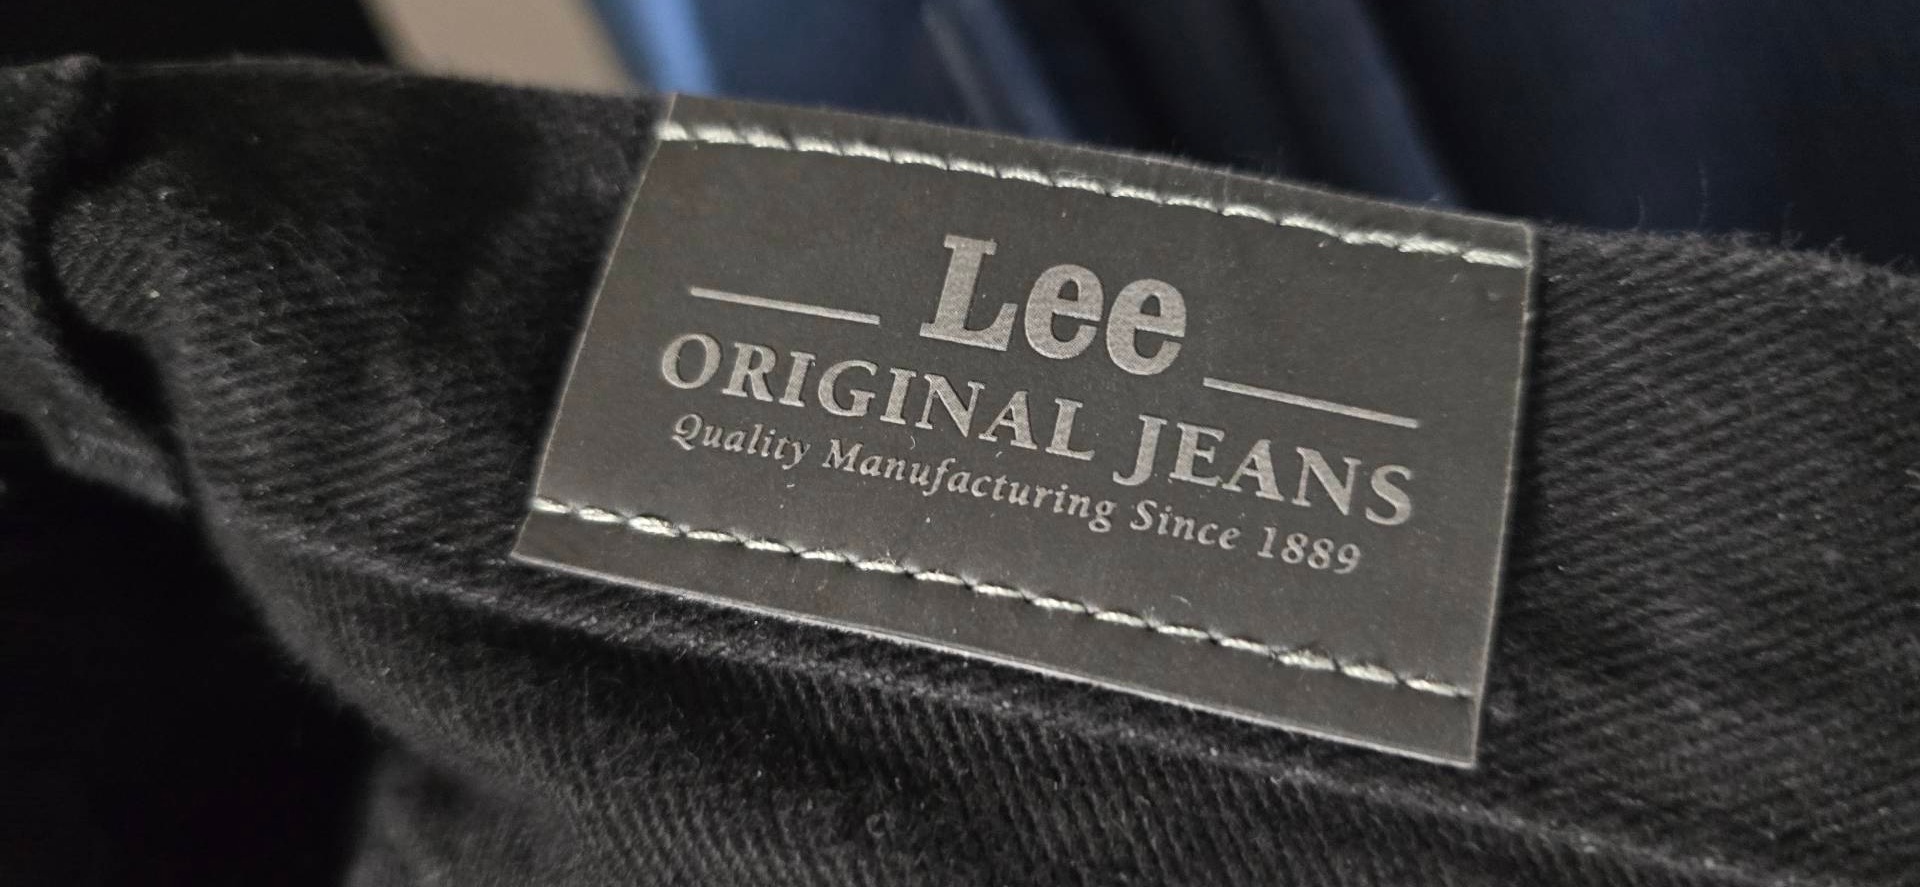 Lee
ORIGINAL JEANS
Quality Manufacturing Since 1889